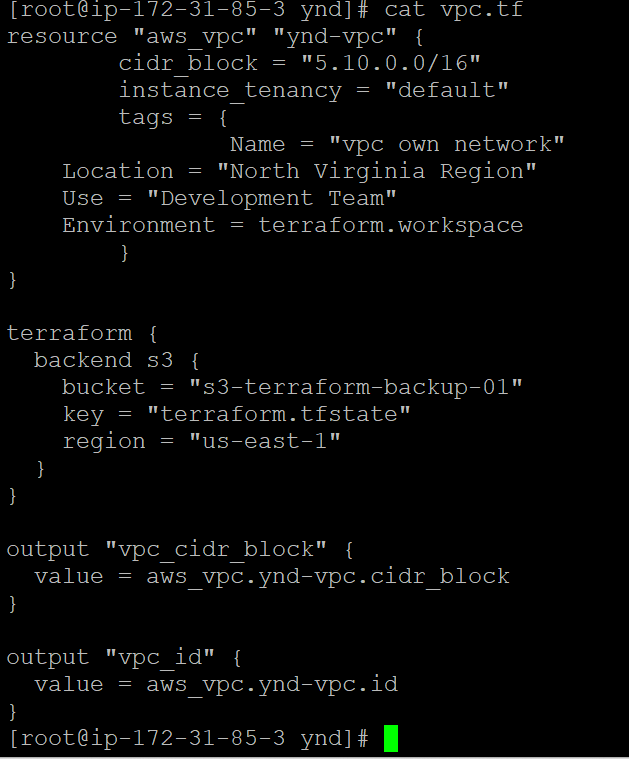 [root@ip-172-31-85-3 ynd]# cat vpc.tf
resource "aws_vpc" "ynd-vpc" {
        cidr_block = "5.10.0.0/16"
        instance_tenancy = "default"
        tags = {
                Name = "vpc own network"
    Location = "North Virginia Region"
    Use = "Development Team"
    Environment = terraform.workspace
        }
}

terraform {
  backend s3 {
    bucket = "s3-terraform-backup-01"
    key = "terraform.tfstate"
    region = "us-east-1"
  }
}

output "vpc_cidr_block" {
  value = aws_vpc.ynd-vpc.cidr_block
}

output "vpc_id" {
  value = aws_vpc.ynd-vpc.id
}
[root@ip-172-31-85-3 ynd]#